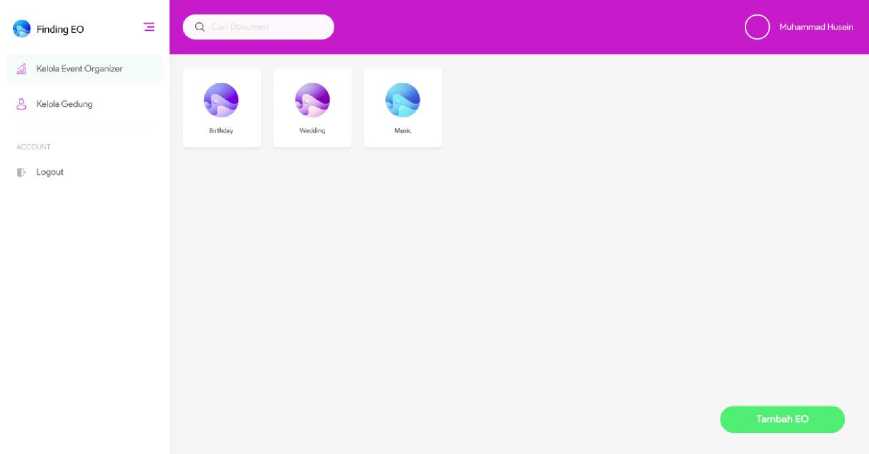 Finding EO
Cari Dokumen
Muhammad Husein
Kelola Event Organizer
Kelola Gedung
ACCOUNT
Logout
Birthday
Wedding
Music
Tambah EO